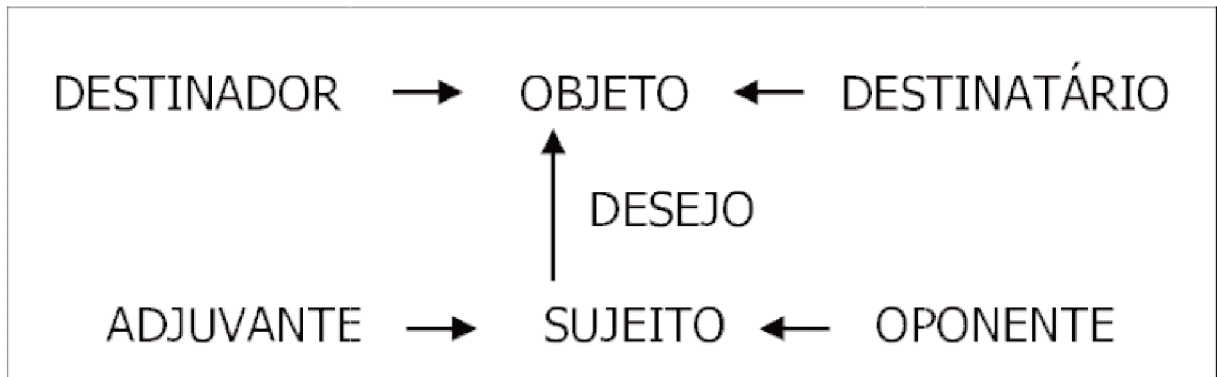 DESTINADOR OBJETO DESTINATÁRIO
DESEJO
ADJUVANTE SUJEITO OPONENTE